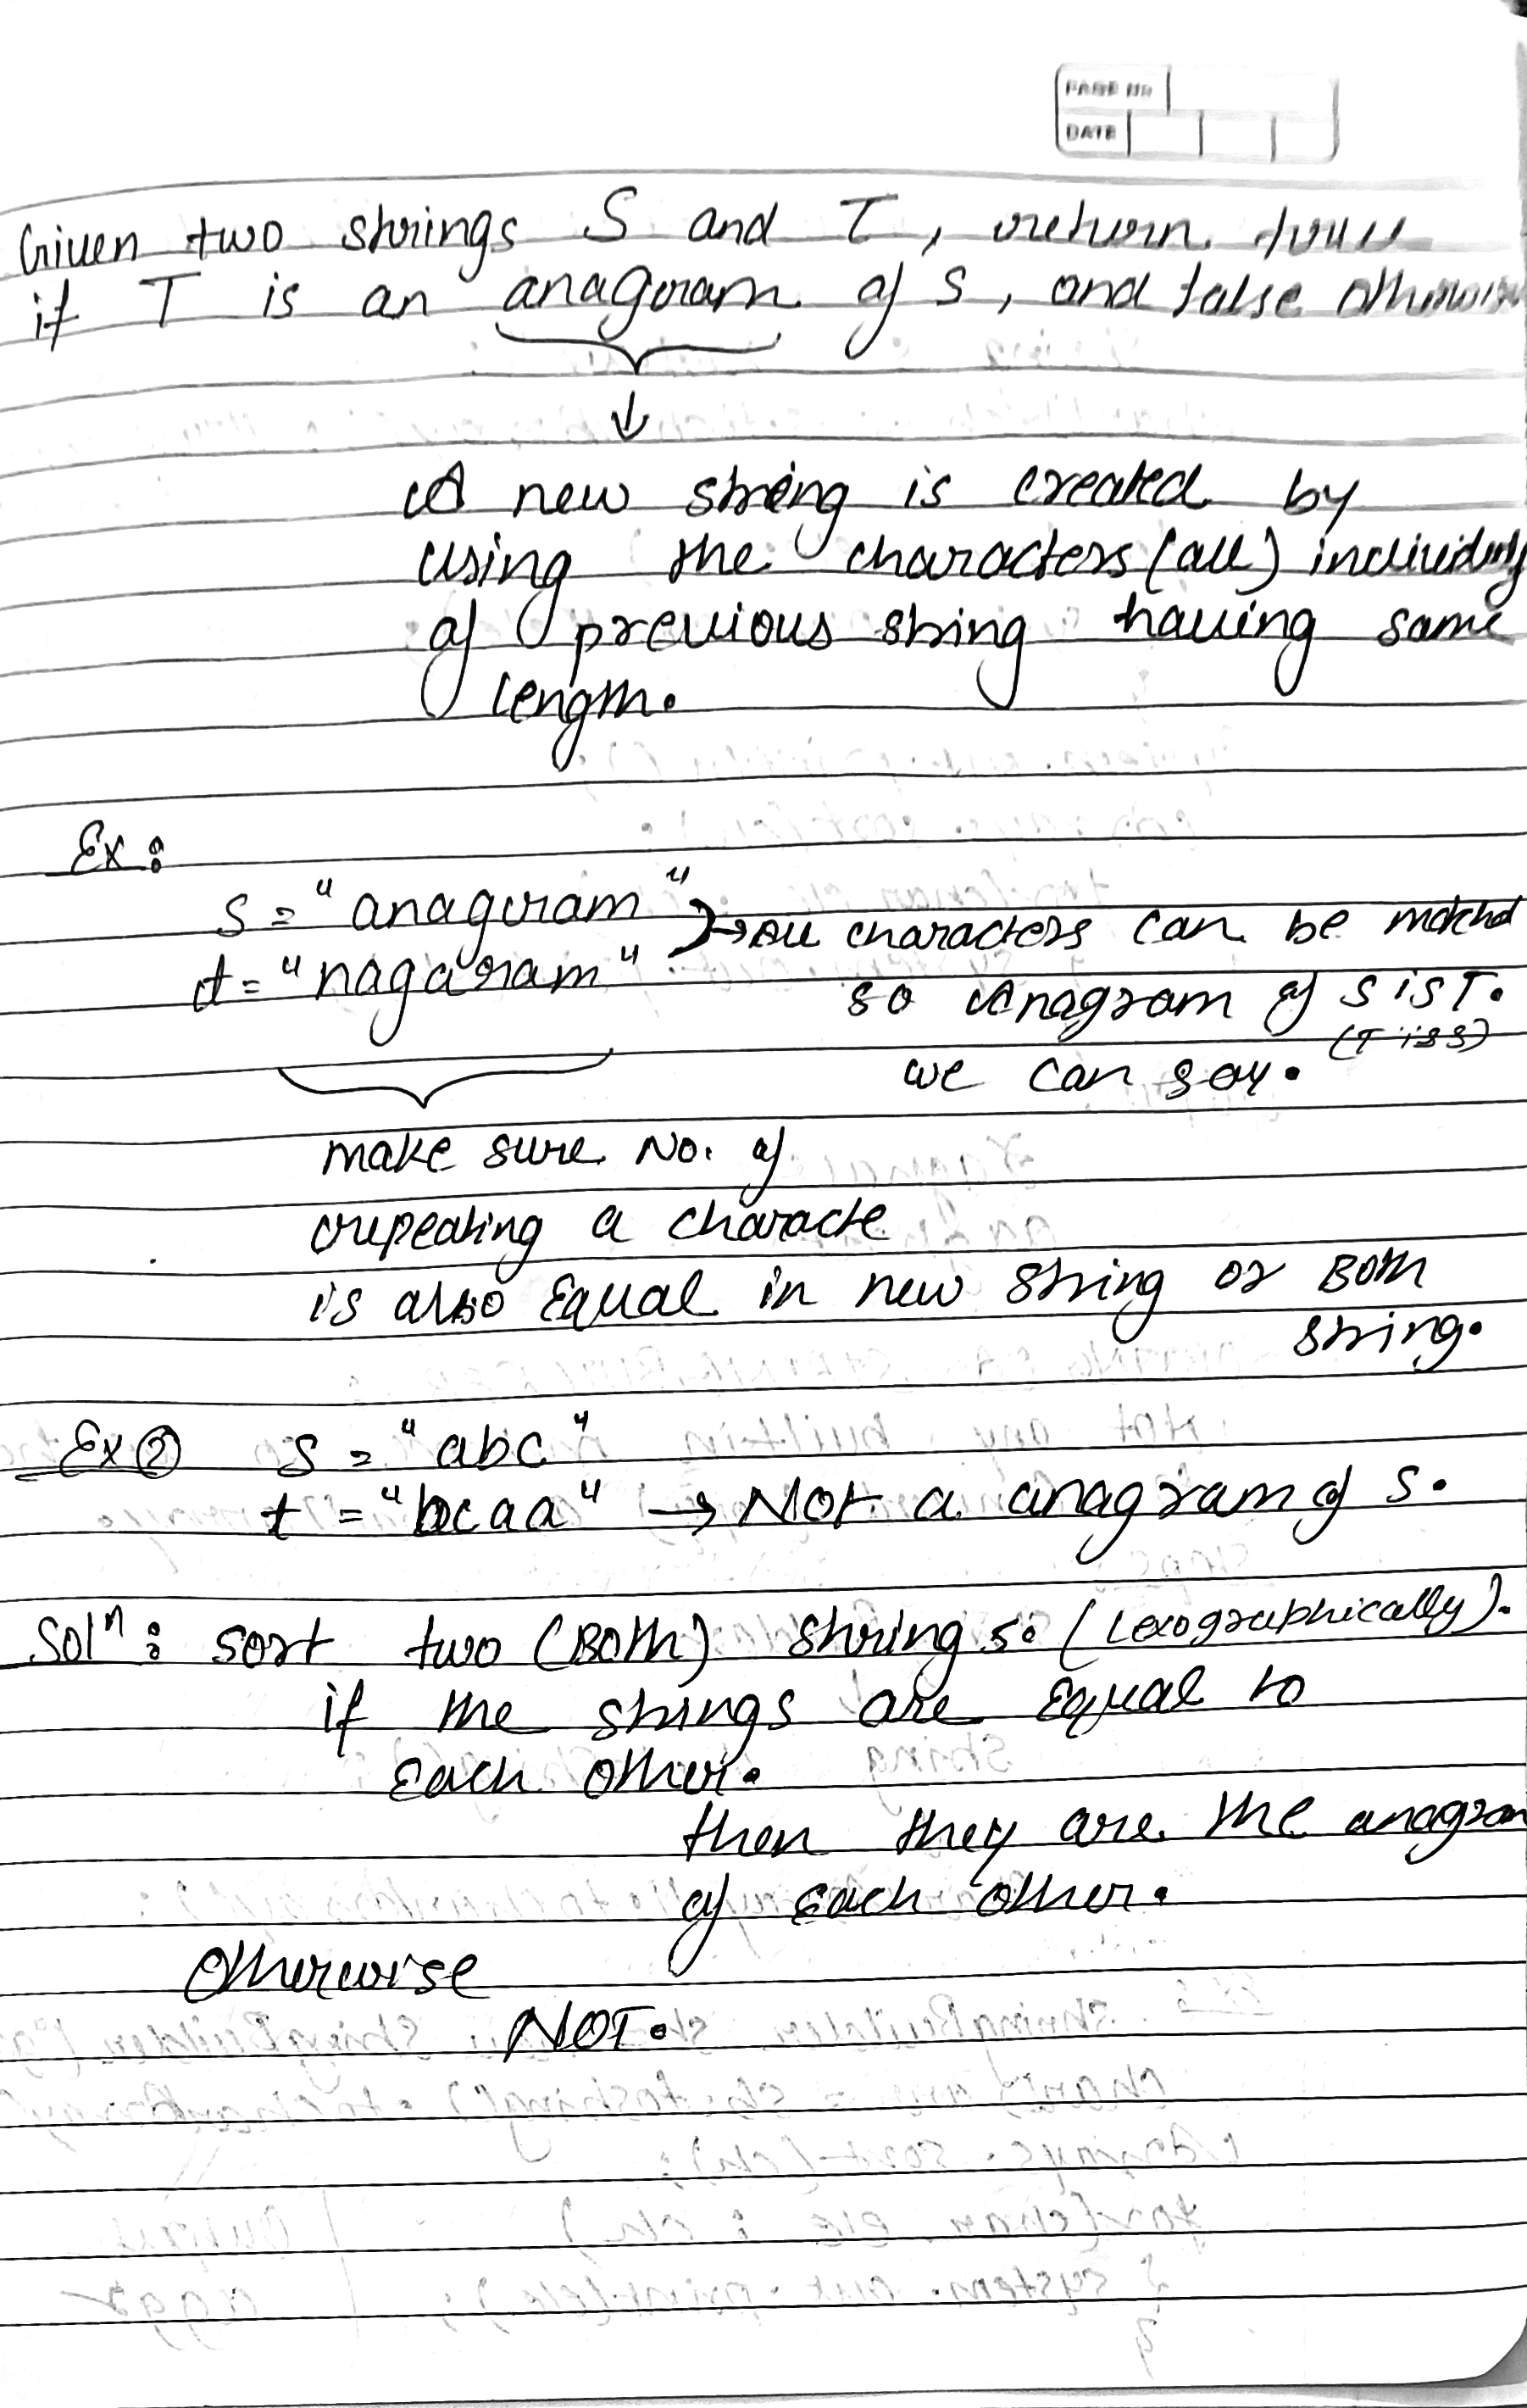 PAGE NO
DATE
Given two strings S and T, return true
if T is an anagram of S, and false otherwise
A new string is created by
using the characters (all) individualy
of previous string having same
length.
Ex:
S = "anagram"
t = "nagaram"
→ All characters can be matched
so anagram of S is T.
(T is S)
we can say.
make sure No. of
repeating a characte
is also Equal in new string or Both
string.
Ex ② S = "abc"
t = "bcaa" → Not a anagram of S.
Solⁿ: sort two (Both) strings: (Lexographically).
if the strings are Equal to
Each other.
then they are the anagram
of Each other.
Otherwise
NOT.